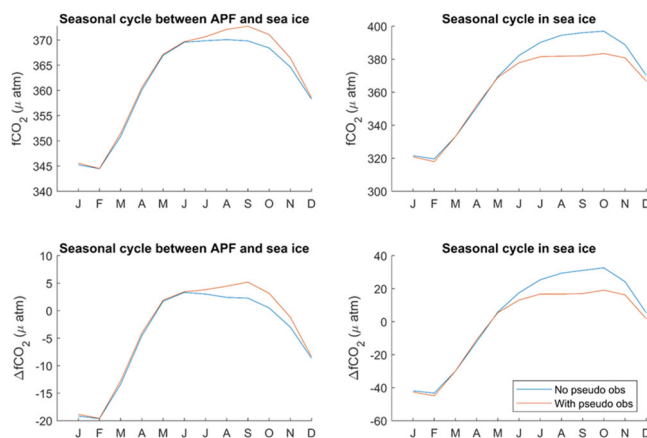 Seasonal cycle between APF and sea ice
fCO2 (μ atm)
370
365
360
355
350
345
340
J F M A M J J A S O N D
Seasonal cycle in sea ice
fCO2 (μ atm)
400
380
360
340
320
300
J F M A M J J A S O N D
Seasonal cycle between APF and sea ice
ΔfCO2 (μ atm)
10
5
0
-5
-10
-15
-20
J F M A M J J A S O N D
Seasonal cycle in sea ice
ΔfCO2 (μ atm)
40
20
0
-20
-40
-60
J F M A M J J A S O N D
No pseudo obs
With pseudo obs